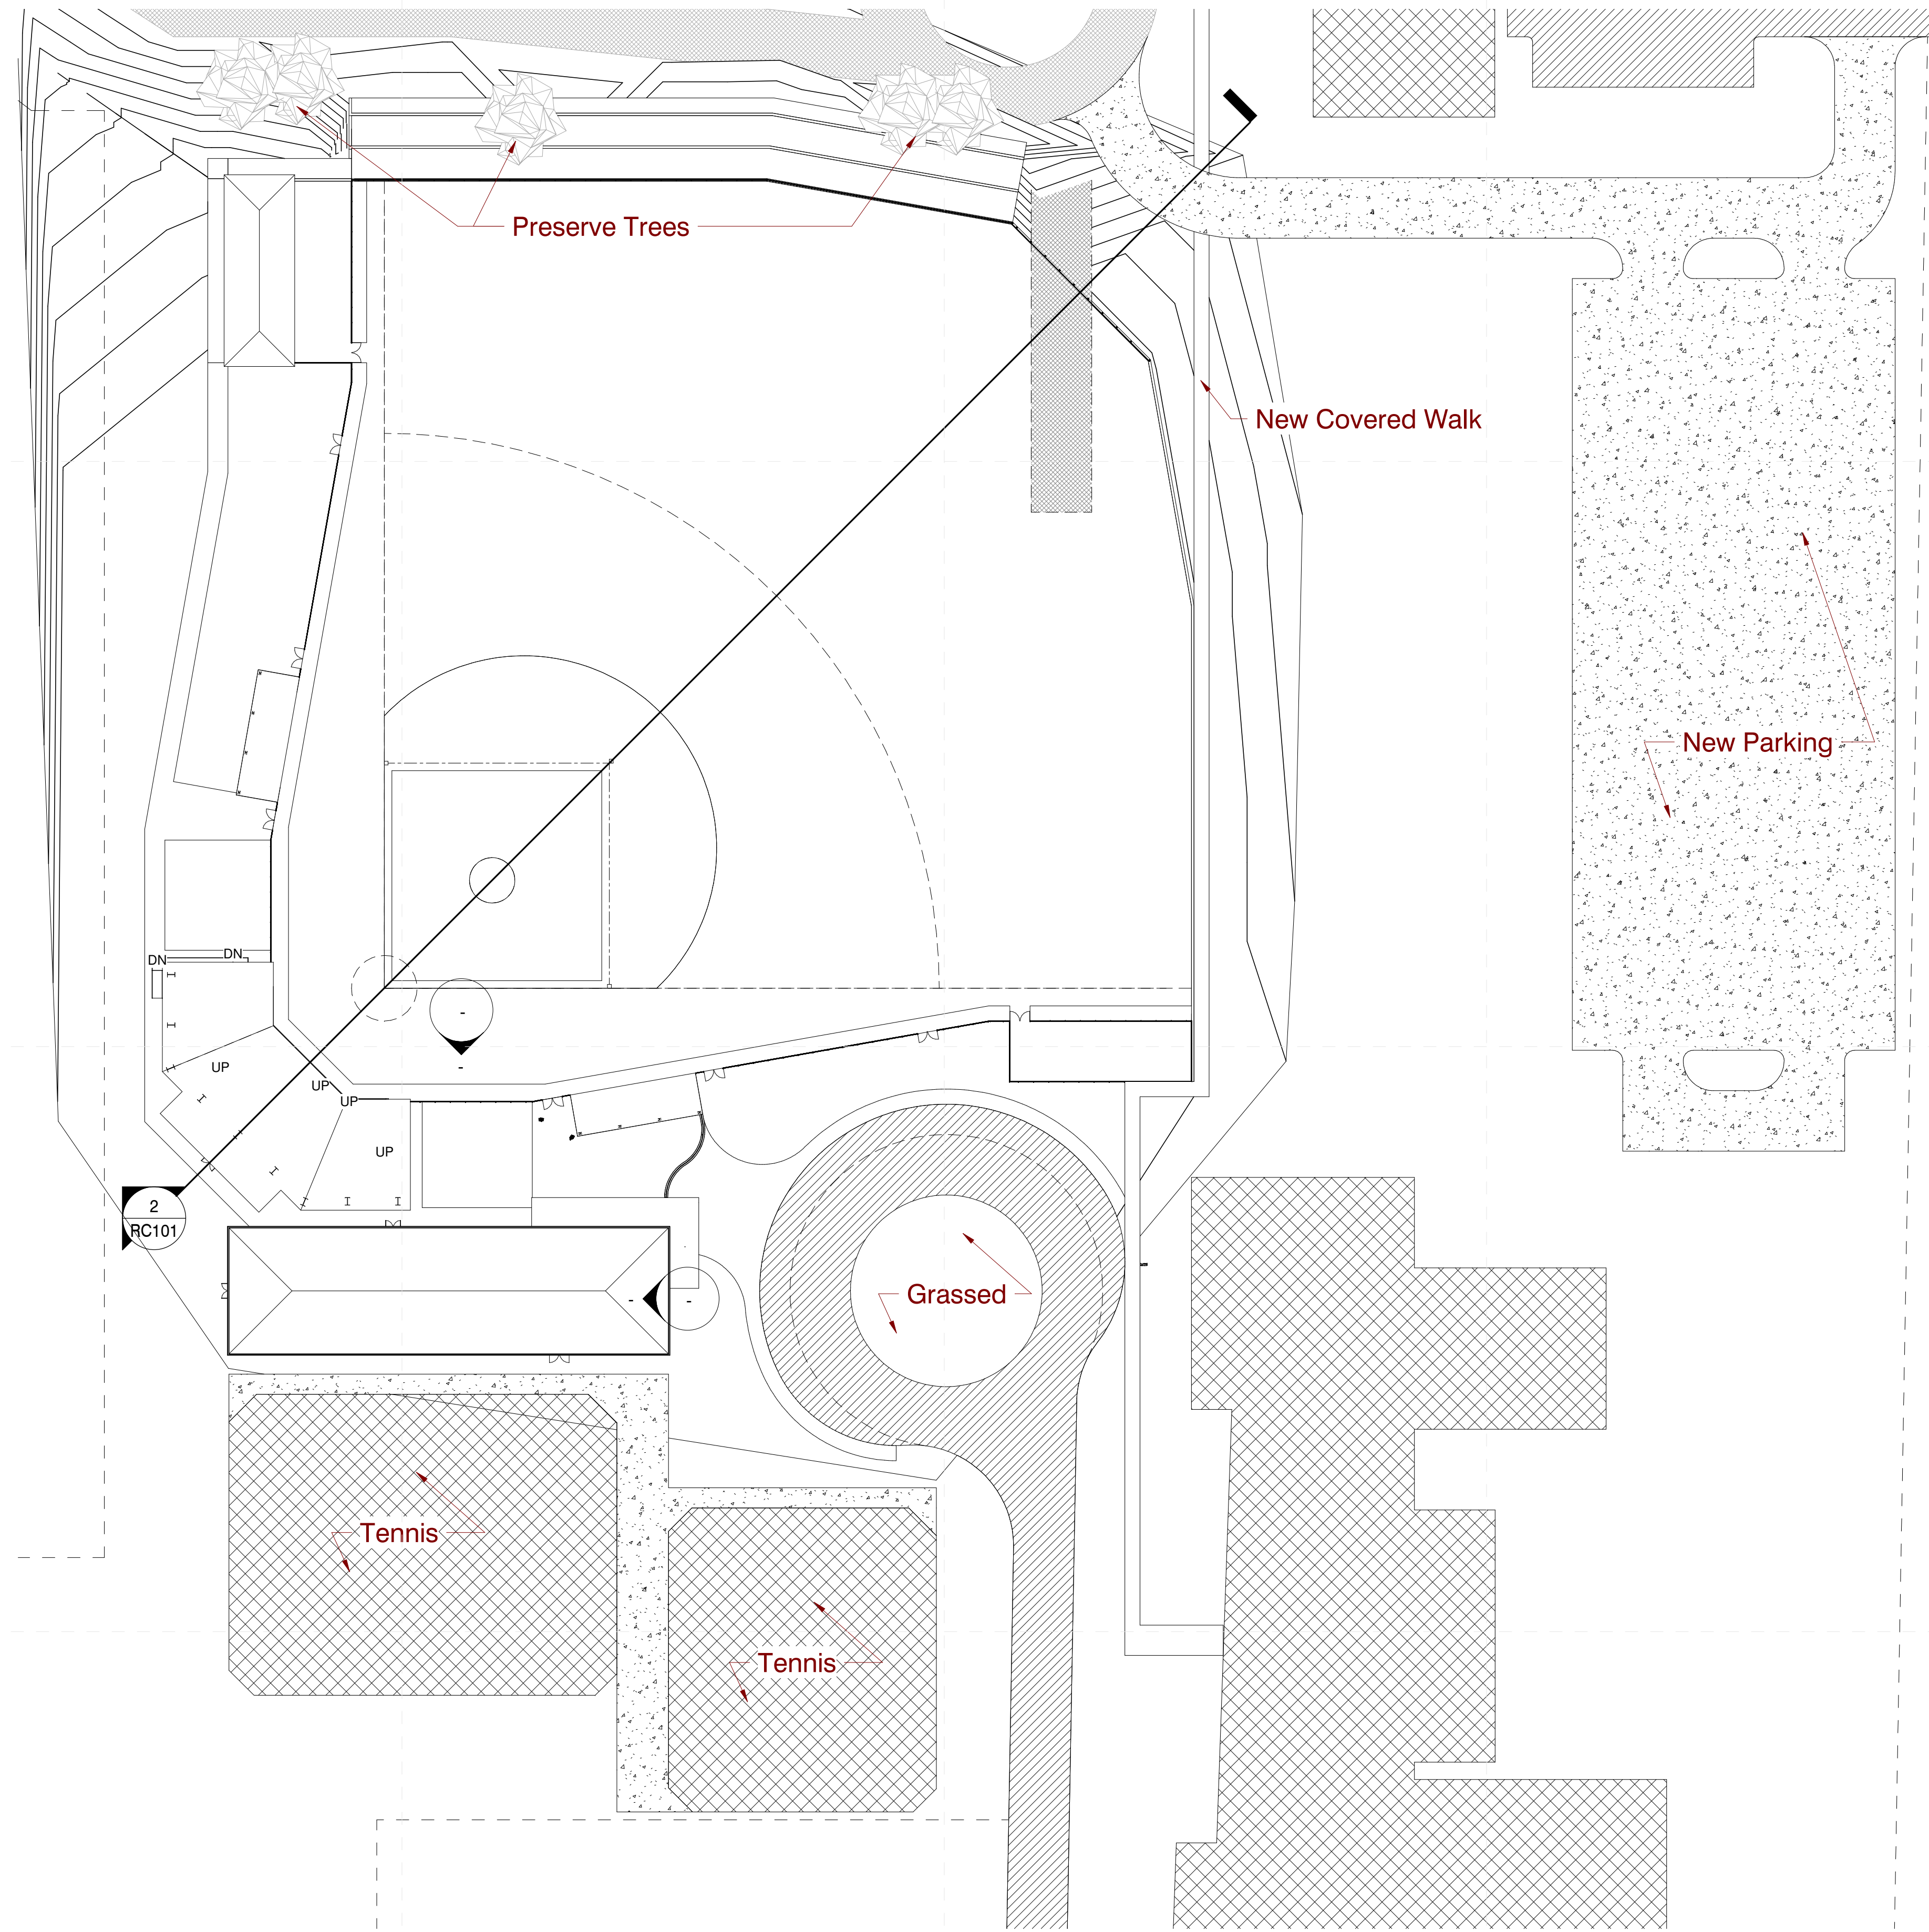 Preserve Trees
New Covered Walk
New Parking
DN
DN
-
-
UP
UP
UP
UP
2
RC101
-
-
Grassed
Tennis
Tennis